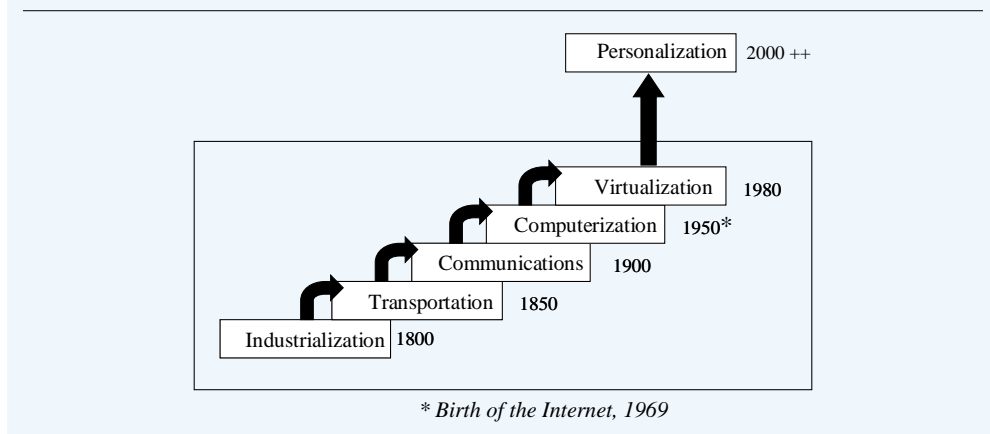 Personalization 2000 ++
Virtualization 1980
Computerization 1950*
Communications 1900
Transportation 1850
Industrialization 1800
* Birth of the Internet, 1969